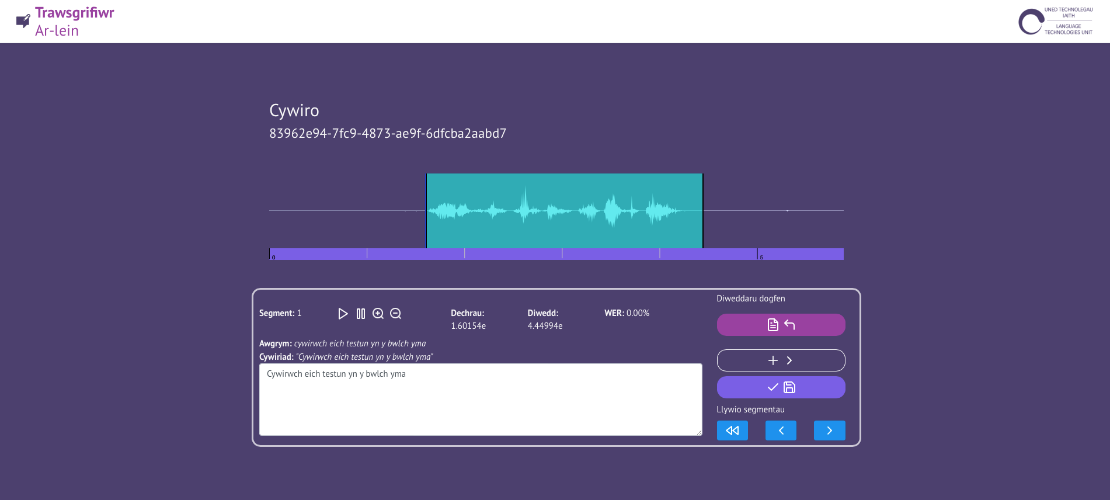 Trawsgrifiwr
Ar-lein
UNED TECHNOLEGAU
IAITH
LANGUAGE
TECHNOLOGIES UNIT
Cywiro
83962e94-7fc9-4873-ae9f-6dfcba2aabd7
0
6
Segment: 1
Dechrau:
1.60154e
Diwedd:
4.44994e
WER: 0.00%
Awgrym: cywirwch eich testun yn y bwlch yma
Cywiriad: "Cywirwch eich testun yn y bwlch yma"
Cywirwch eich testun yn y bwlch yma
Diweddaru dogfen
Llywio segmentau